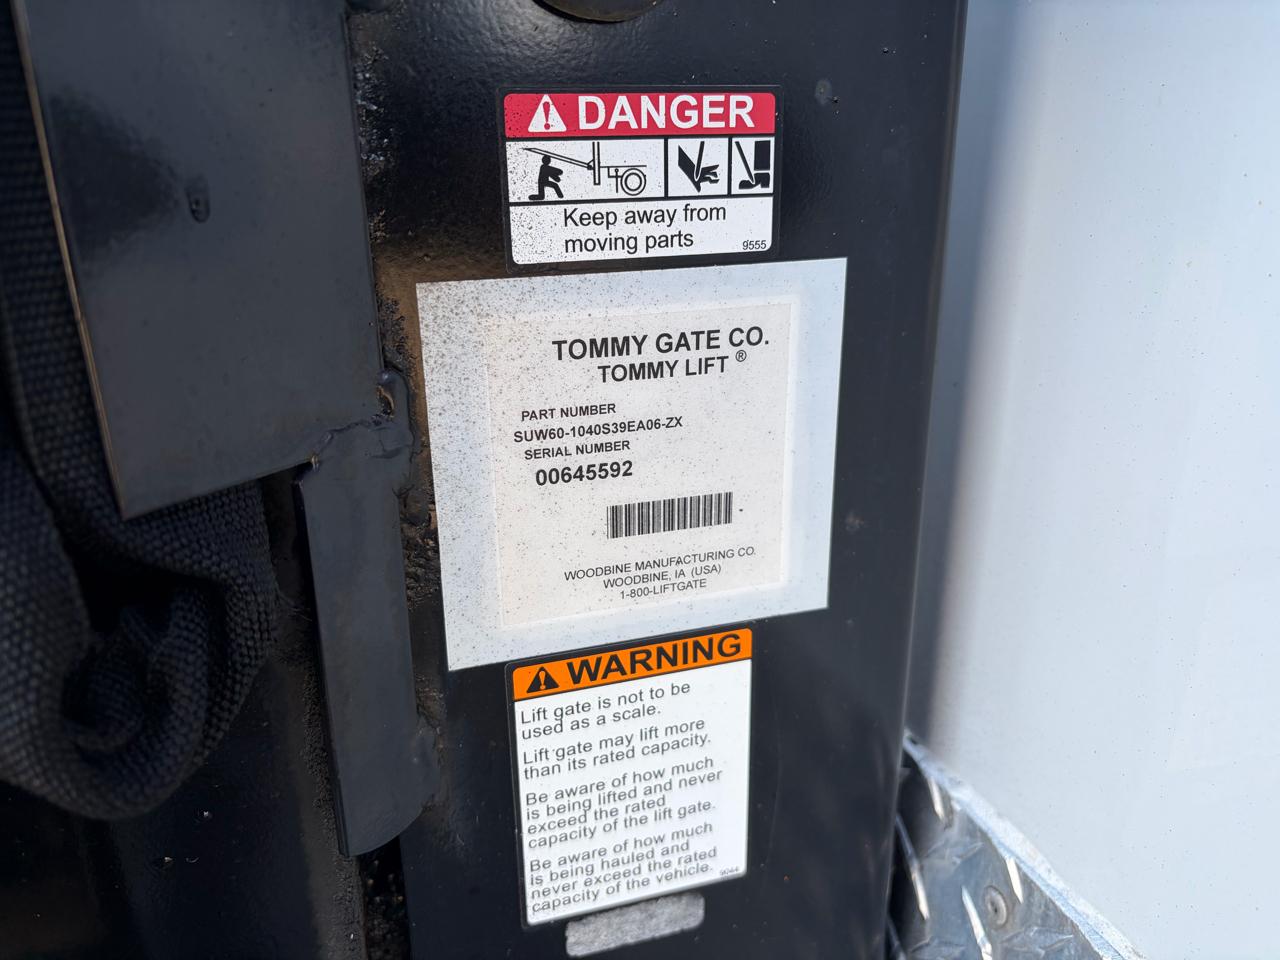 DANGER
Keep away from
moving parts
9555
TOMMY GATE CO.
TOMMY LIFT ®
PART NUMBER
SUW60-1040S39EA06-ZX
SERIAL NUMBER
00645592
WOODBINE MANUFACTURING CO.
WOODBINE, IA (USA)
1-800-LIFTGATE
WARNING
Lift gate is not to be
used as a scale.
Lift gate may lift more
than its rated capacity.
Be aware of how much
is being lifted and never
exceed the rated
capacity of the lift gate.
Be aware of how much
is being hauled and
never exceed the rated
capacity of the vehicle.